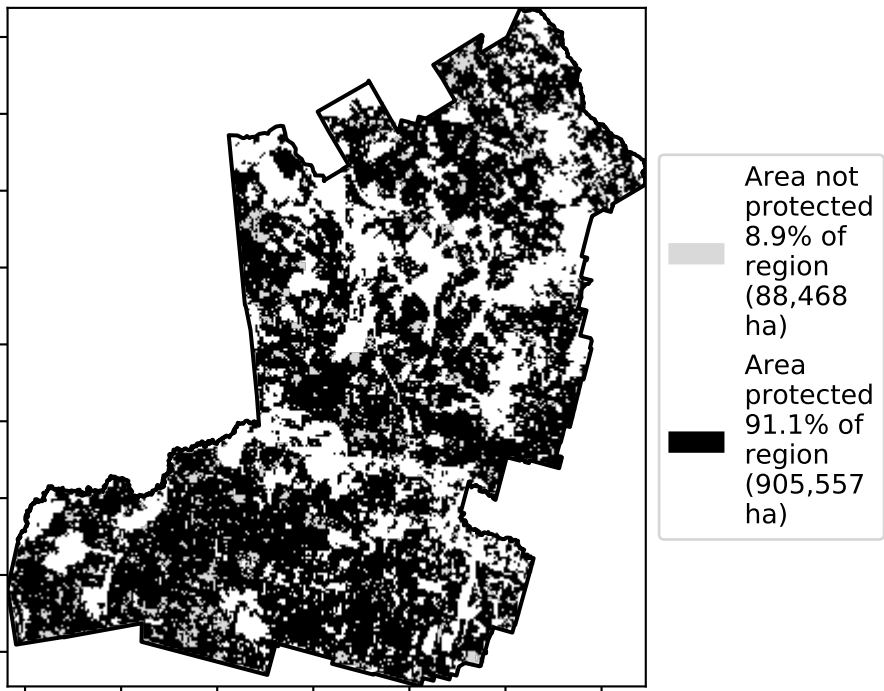 Area not
protected
8.9% of
region
(88,468
ha)
Area
protected
91.1% of
region
(905,557
ha)